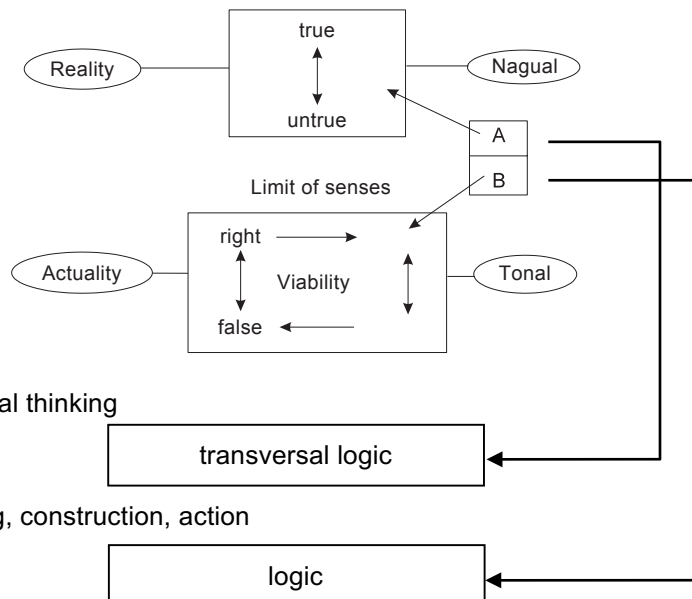 true
Reality
Nagual
untrue
A
Limit of senses
B
right
Actuality
Viability
Tonal
false
al thinking
transversal logic
, construction, action
logic